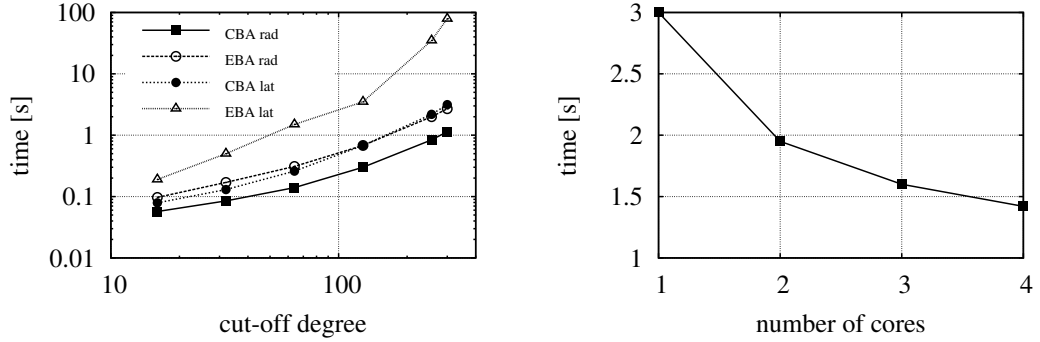 100
10
1
0.1
0.01
time [s]
CBA rad
EBA rad
CBA lat
EBA lat
10
100
cut-off degree
3
2.5
2
1.5
1
time [s]
1
2
3
4
number of cores